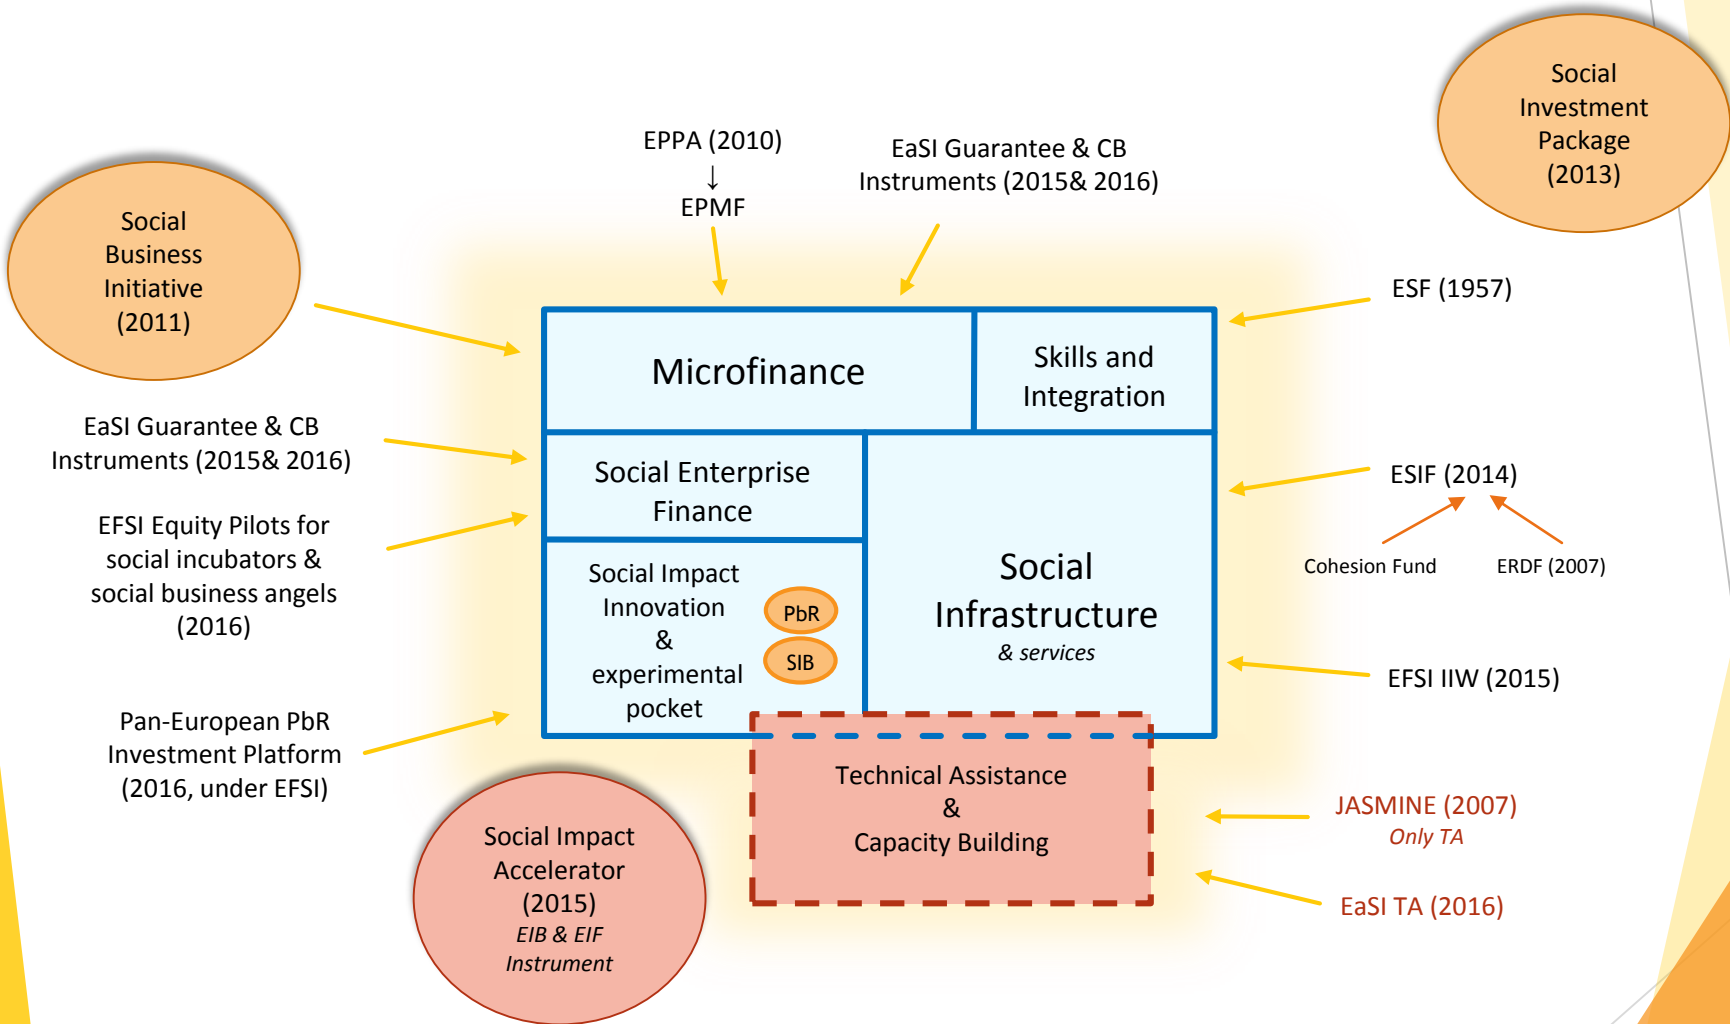 Social
Investment
Package
(2013)
EPPA (2010)
↓
EPMF
EaSI Guarantee & CB
Instruments (2015& 2016)
Social
Business
Initiative
(2011)
ESF (1957)
Microfinance
Skills and
Integration
EaSI Guarantee & CB
Instruments (2015& 2016)
Social Enterprise
Finance
ESIF (2014)
Cohesion Fund
ERDF (2007)
EFSI Equity Pilots for
social incubators &
social business angels
(2016)
Social Impact
Innovation
&
experimental
pocket
PbR
SIB
Social
Infrastructure
& services
EFSI IIW (2015)
Pan-European PbR
Investment Platform
(2016, under EFSI)
Technical Assistance
&
Capacity Building
JASMINE (2007)
Only TA
Social Impact
Accelerator
(2015)
EIB & EIF
Instrument
EaSI TA (2016)